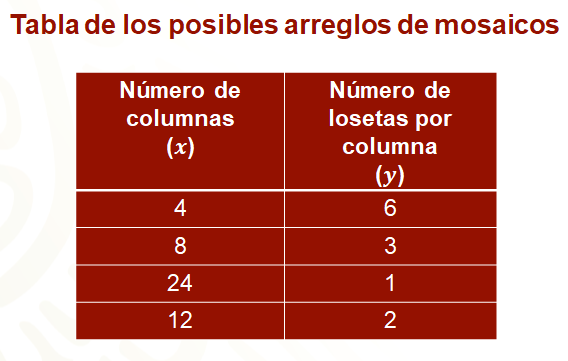 Tabla de los posibles arreglos de mosaicos
Número de columnas (x)
Número de losetas por columna (y)
4 6
8 3
24 1
12 2